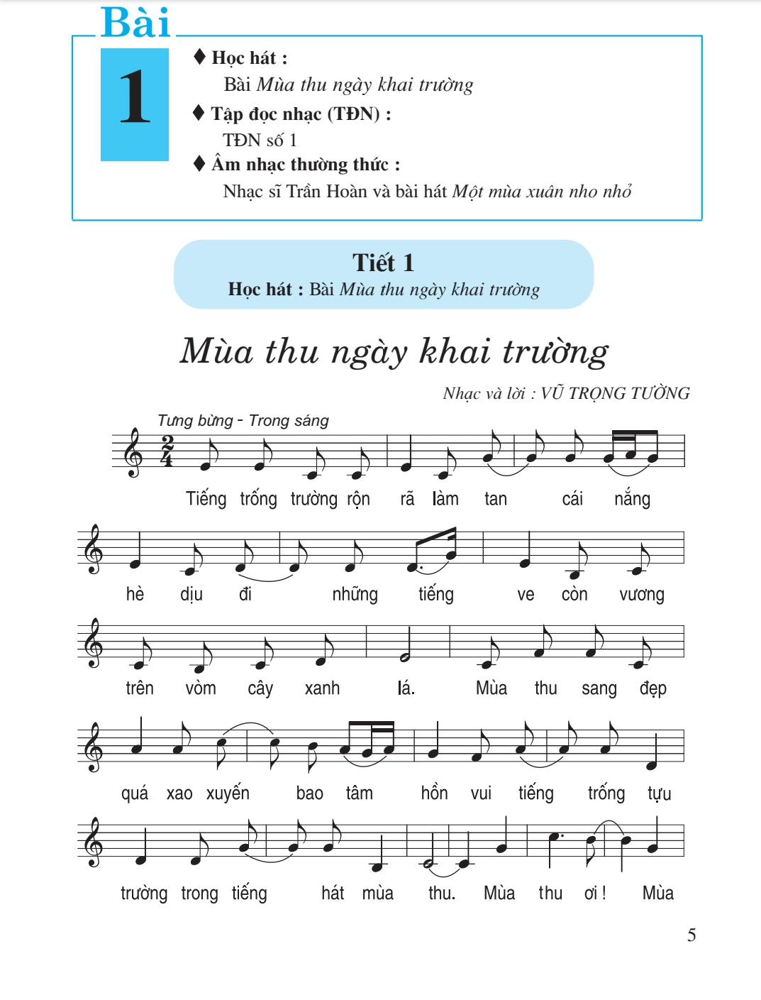 Bài
1
♦ Học hát :
Bài Mùa thu ngày khai trường
♦ Tập đọc nhạc (TĐN) :
TĐN số 1
♦ Âm nhạc thường thức :
Nhạc sĩ Trần Hoàn và bài hát Một mùa xuân nho nhỏ
Tiết 1
Học hát : Bài Mùa thu ngày khai trường
Mùa thu ngày khai trường
Nhạc và lời : VŨ TRỌNG TƯỜNG
Tưng bừng - Trong sáng
2
4
Tiếng trống trường rộn rã làm tan cái nắng
hè dịu đi những tiếng ve còn vương
trên vòm cây xanh lá. Mùa thu sang đẹp
quá xao xuyến bao tâm hồn vui tiếng trống tựu
trường trong tiếng hát mùa thu. Mùa thu ơi ! Mùa
5